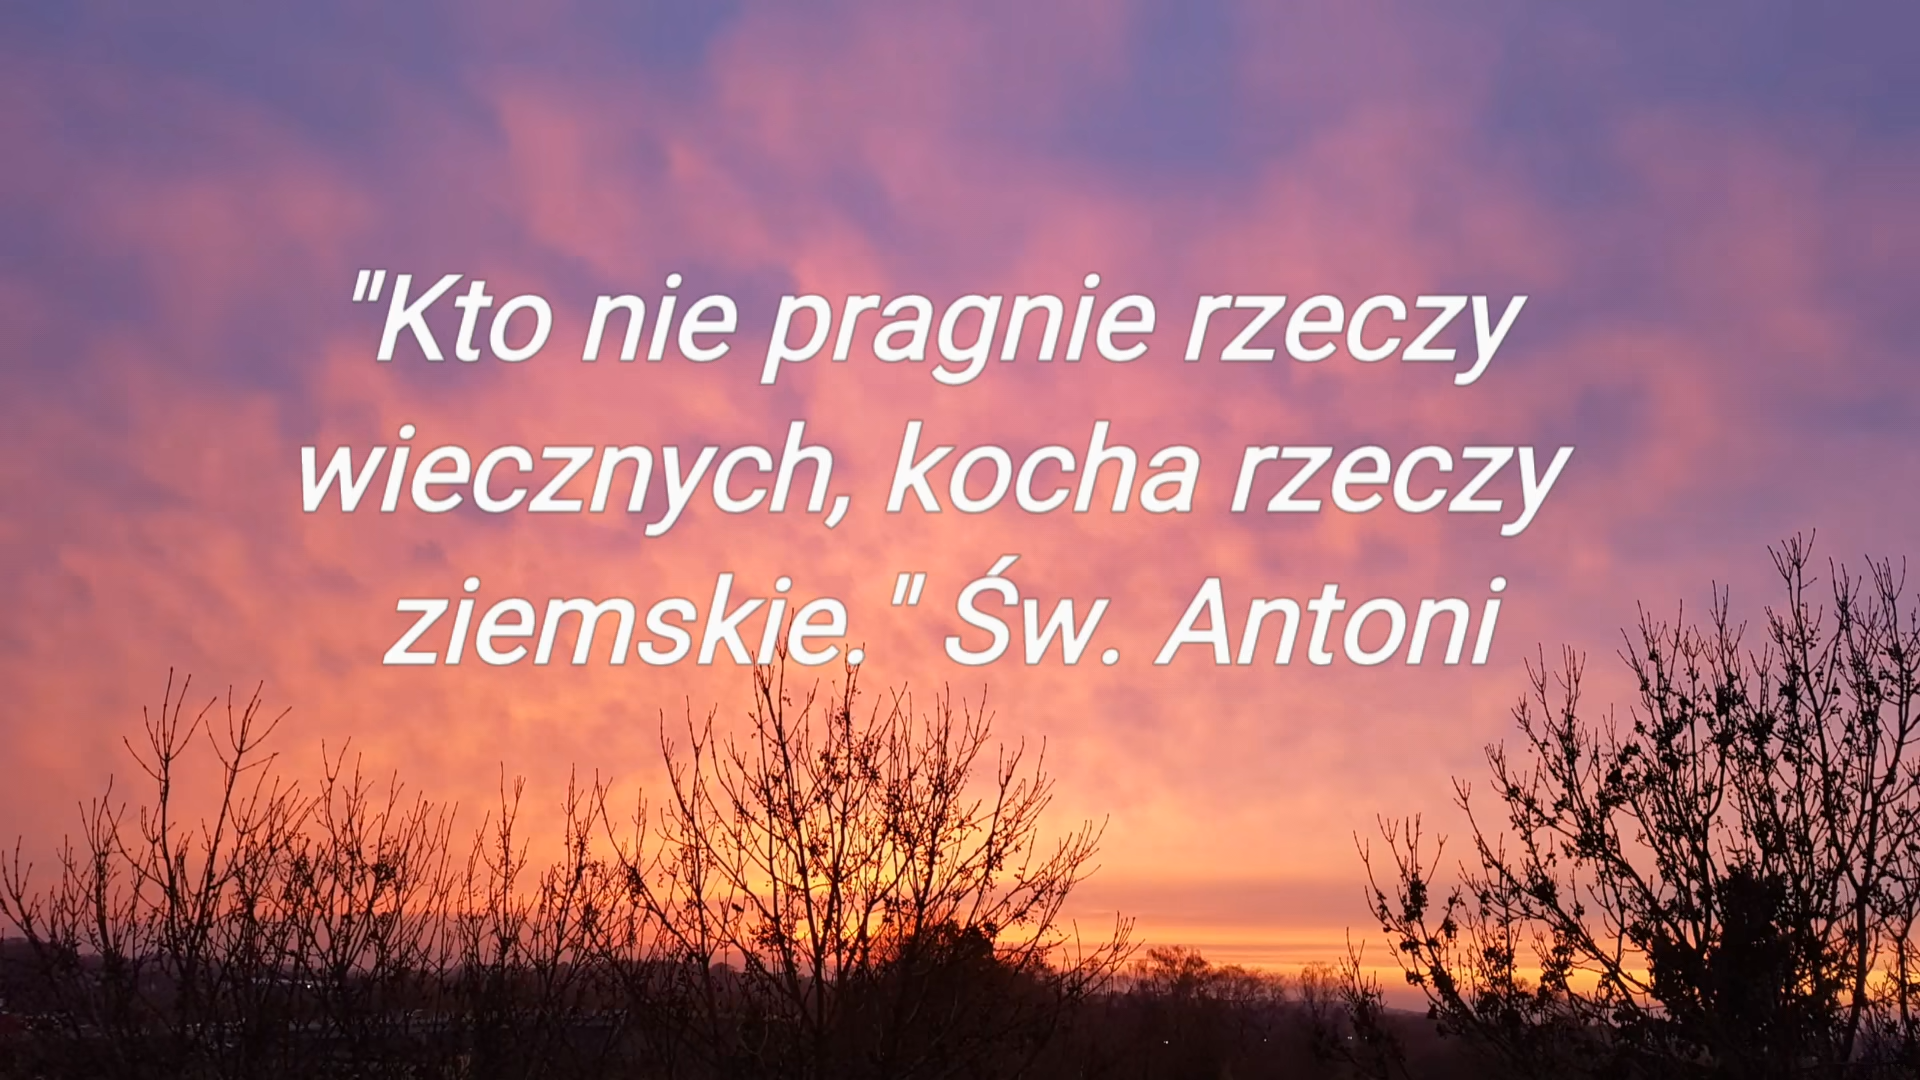 "Kto nie pragnie rzeczy
wiecznych, kocha rzeczy
ziemskie." Św. Antoni